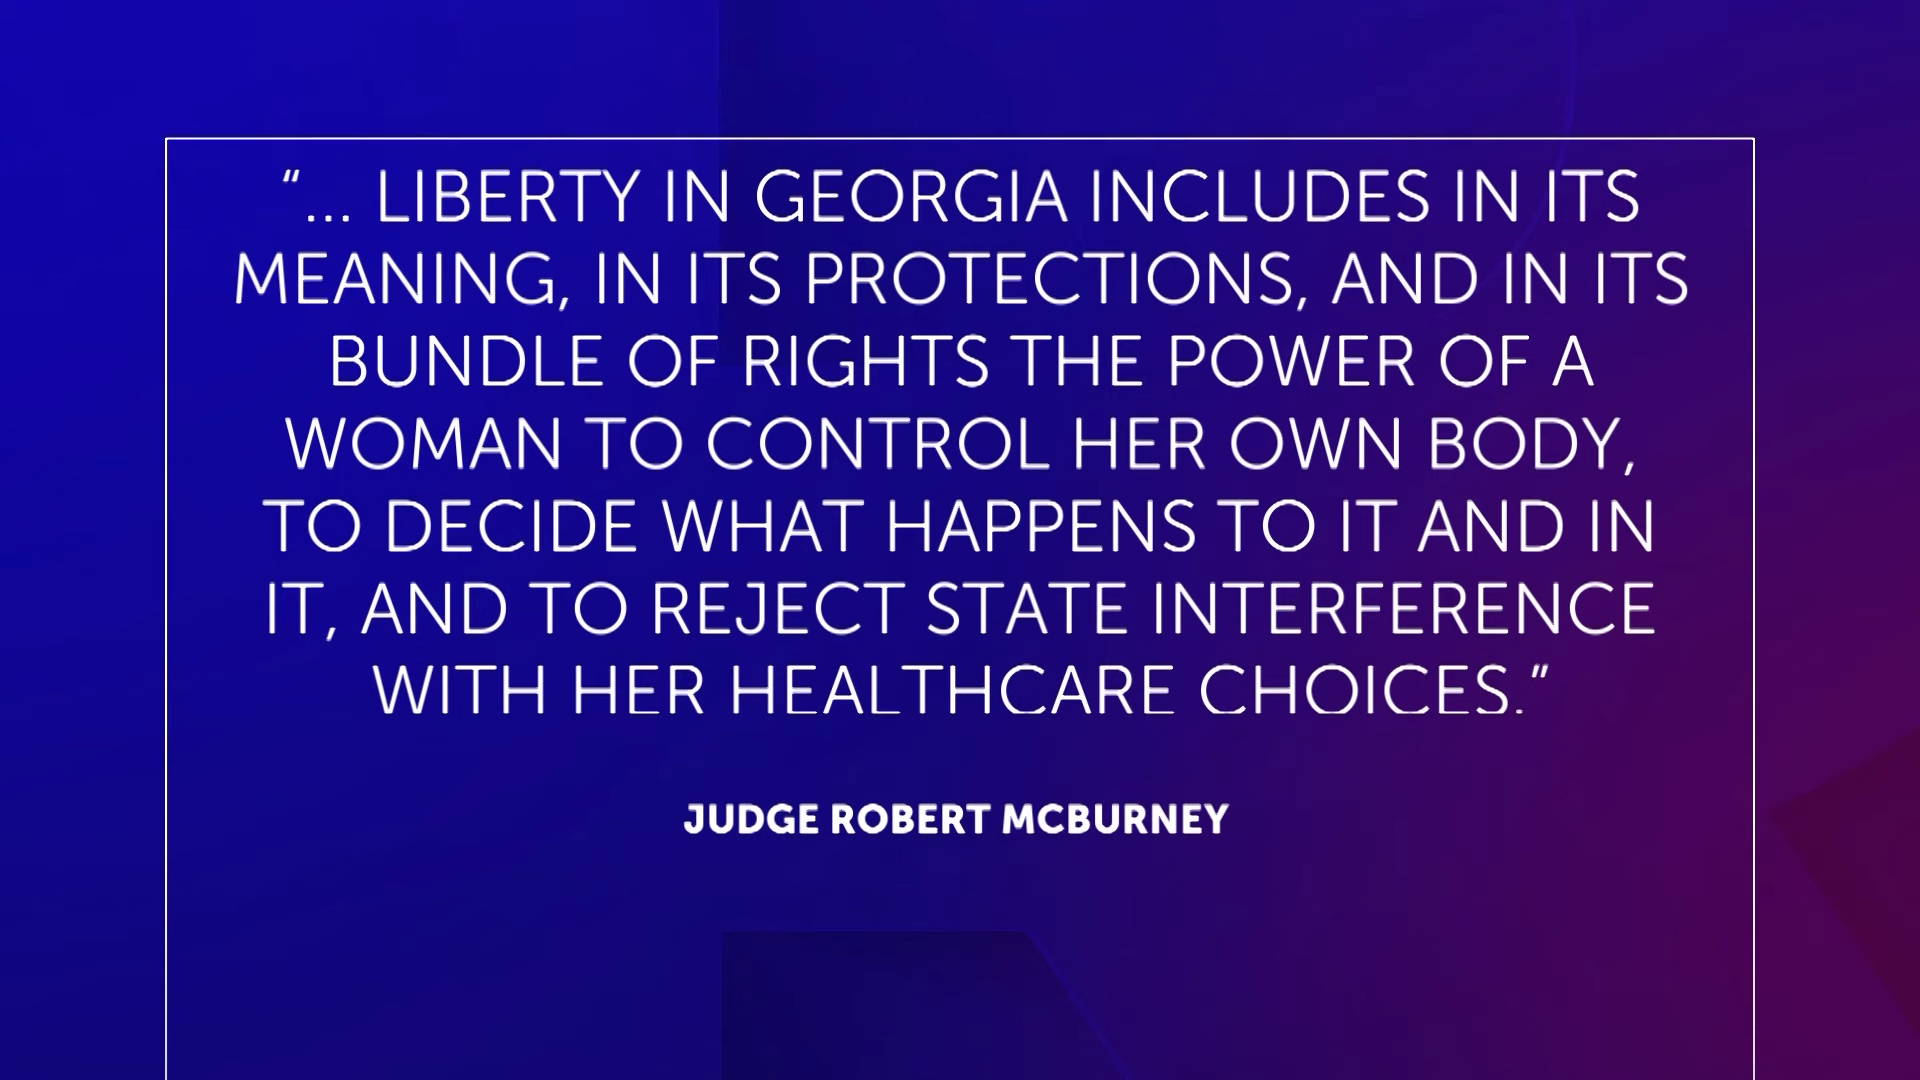 “... LIBERTY IN GEORGIA INCLUDES IN ITS
MEANING, IN ITS PROTECTIONS, AND IN ITS
BUNDLE OF RIGHTS THE POWER OF A
WOMAN TO CONTROL HER OWN BODY,
TO DECIDE WHAT HAPPENS TO IT AND IN
IT, AND TO REJECT STATE INTERFERENCE
WITH HER HEALTHCARE CHOICES.”
JUDGE ROBERT MCBURNEY